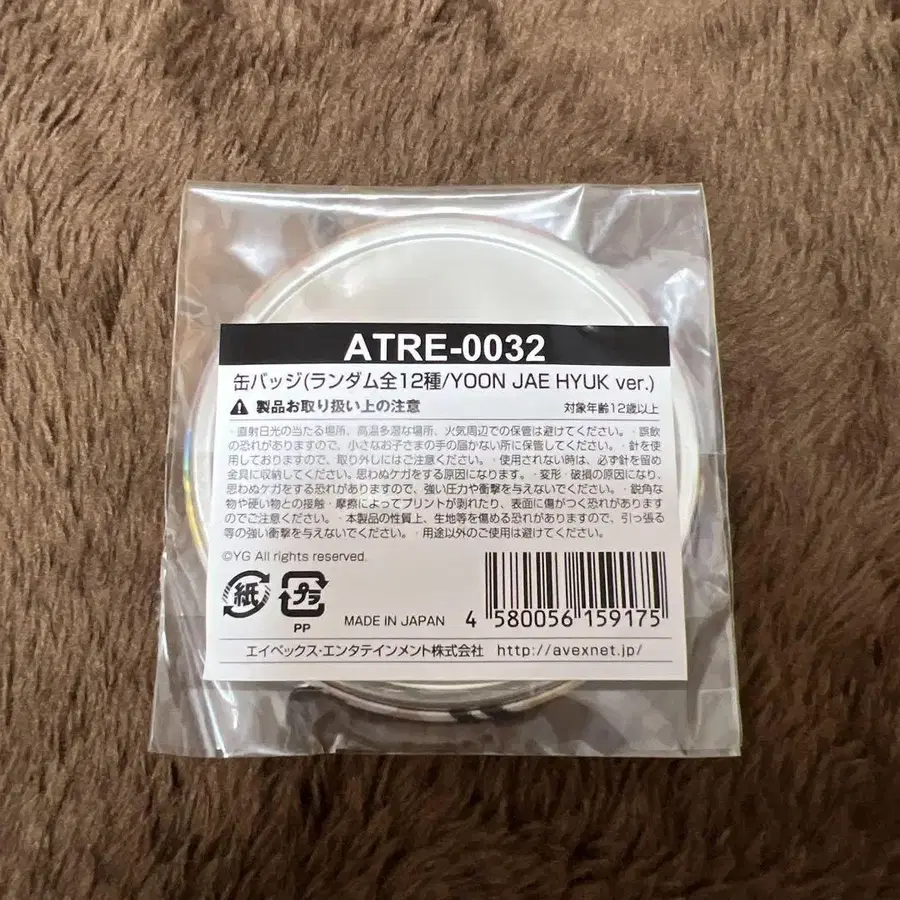 ATRE-0032
缶バッジ(ランダム全12種/YOON JAE HYUK ver.)
製品お取り扱い上の注意 対象年齢12歳以上
・直射日光の当たる場所、高温多湿な場所、火気周辺での保管は避けてください。・誤飲
の恐れがありますので、小さなお子さまの手の届かない所に保管してください。・針を使
用しておりますので、取り外しにはご注意ください。・使用されない時は、必ず針を留め
金具に収納してください。思わぬケガをする原因になります。・変形・破損の原因になり、
思わぬケガをする恐れがありますので、強い圧力や衝撃を与えないでください。・鋭角な
物や硬い物との接触・摩擦によってプリントが剥れたり、表面に傷がつく恐れがあります
のでご注意ください。・本製品の性質上、生地等を傷める恐れがありますので、引っ張る
等の強い衝撃を与えないでください。・用途以外のご使用は避けてください。
©YG All rights reserved.
紙 プラ
PP
MADE IN JAPAN 4 580056 159175
エイベックス・エンタテインメント株式会社 http://avexnet.jp/